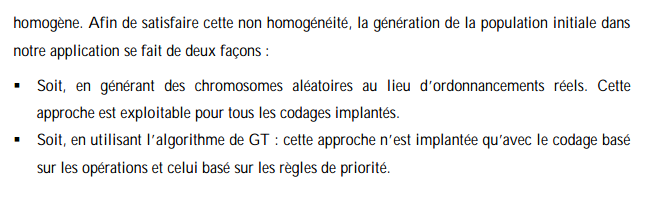 homogène. Afin de satisfaire cette non homogénéité, la génération de la population initiale dans
notre application se fait de deux façons :
▪ Soit, en générant des chromosomes aléatoires au lieu d'ordonnancements réels. Cette
approche est exploitable pour tous les codages implantés.
▪ Soit, en utilisant l'algorithme de GT : cette approche n'est implantée qu'avec le codage basé
sur les opérations et celui basé sur les règles de priorité.